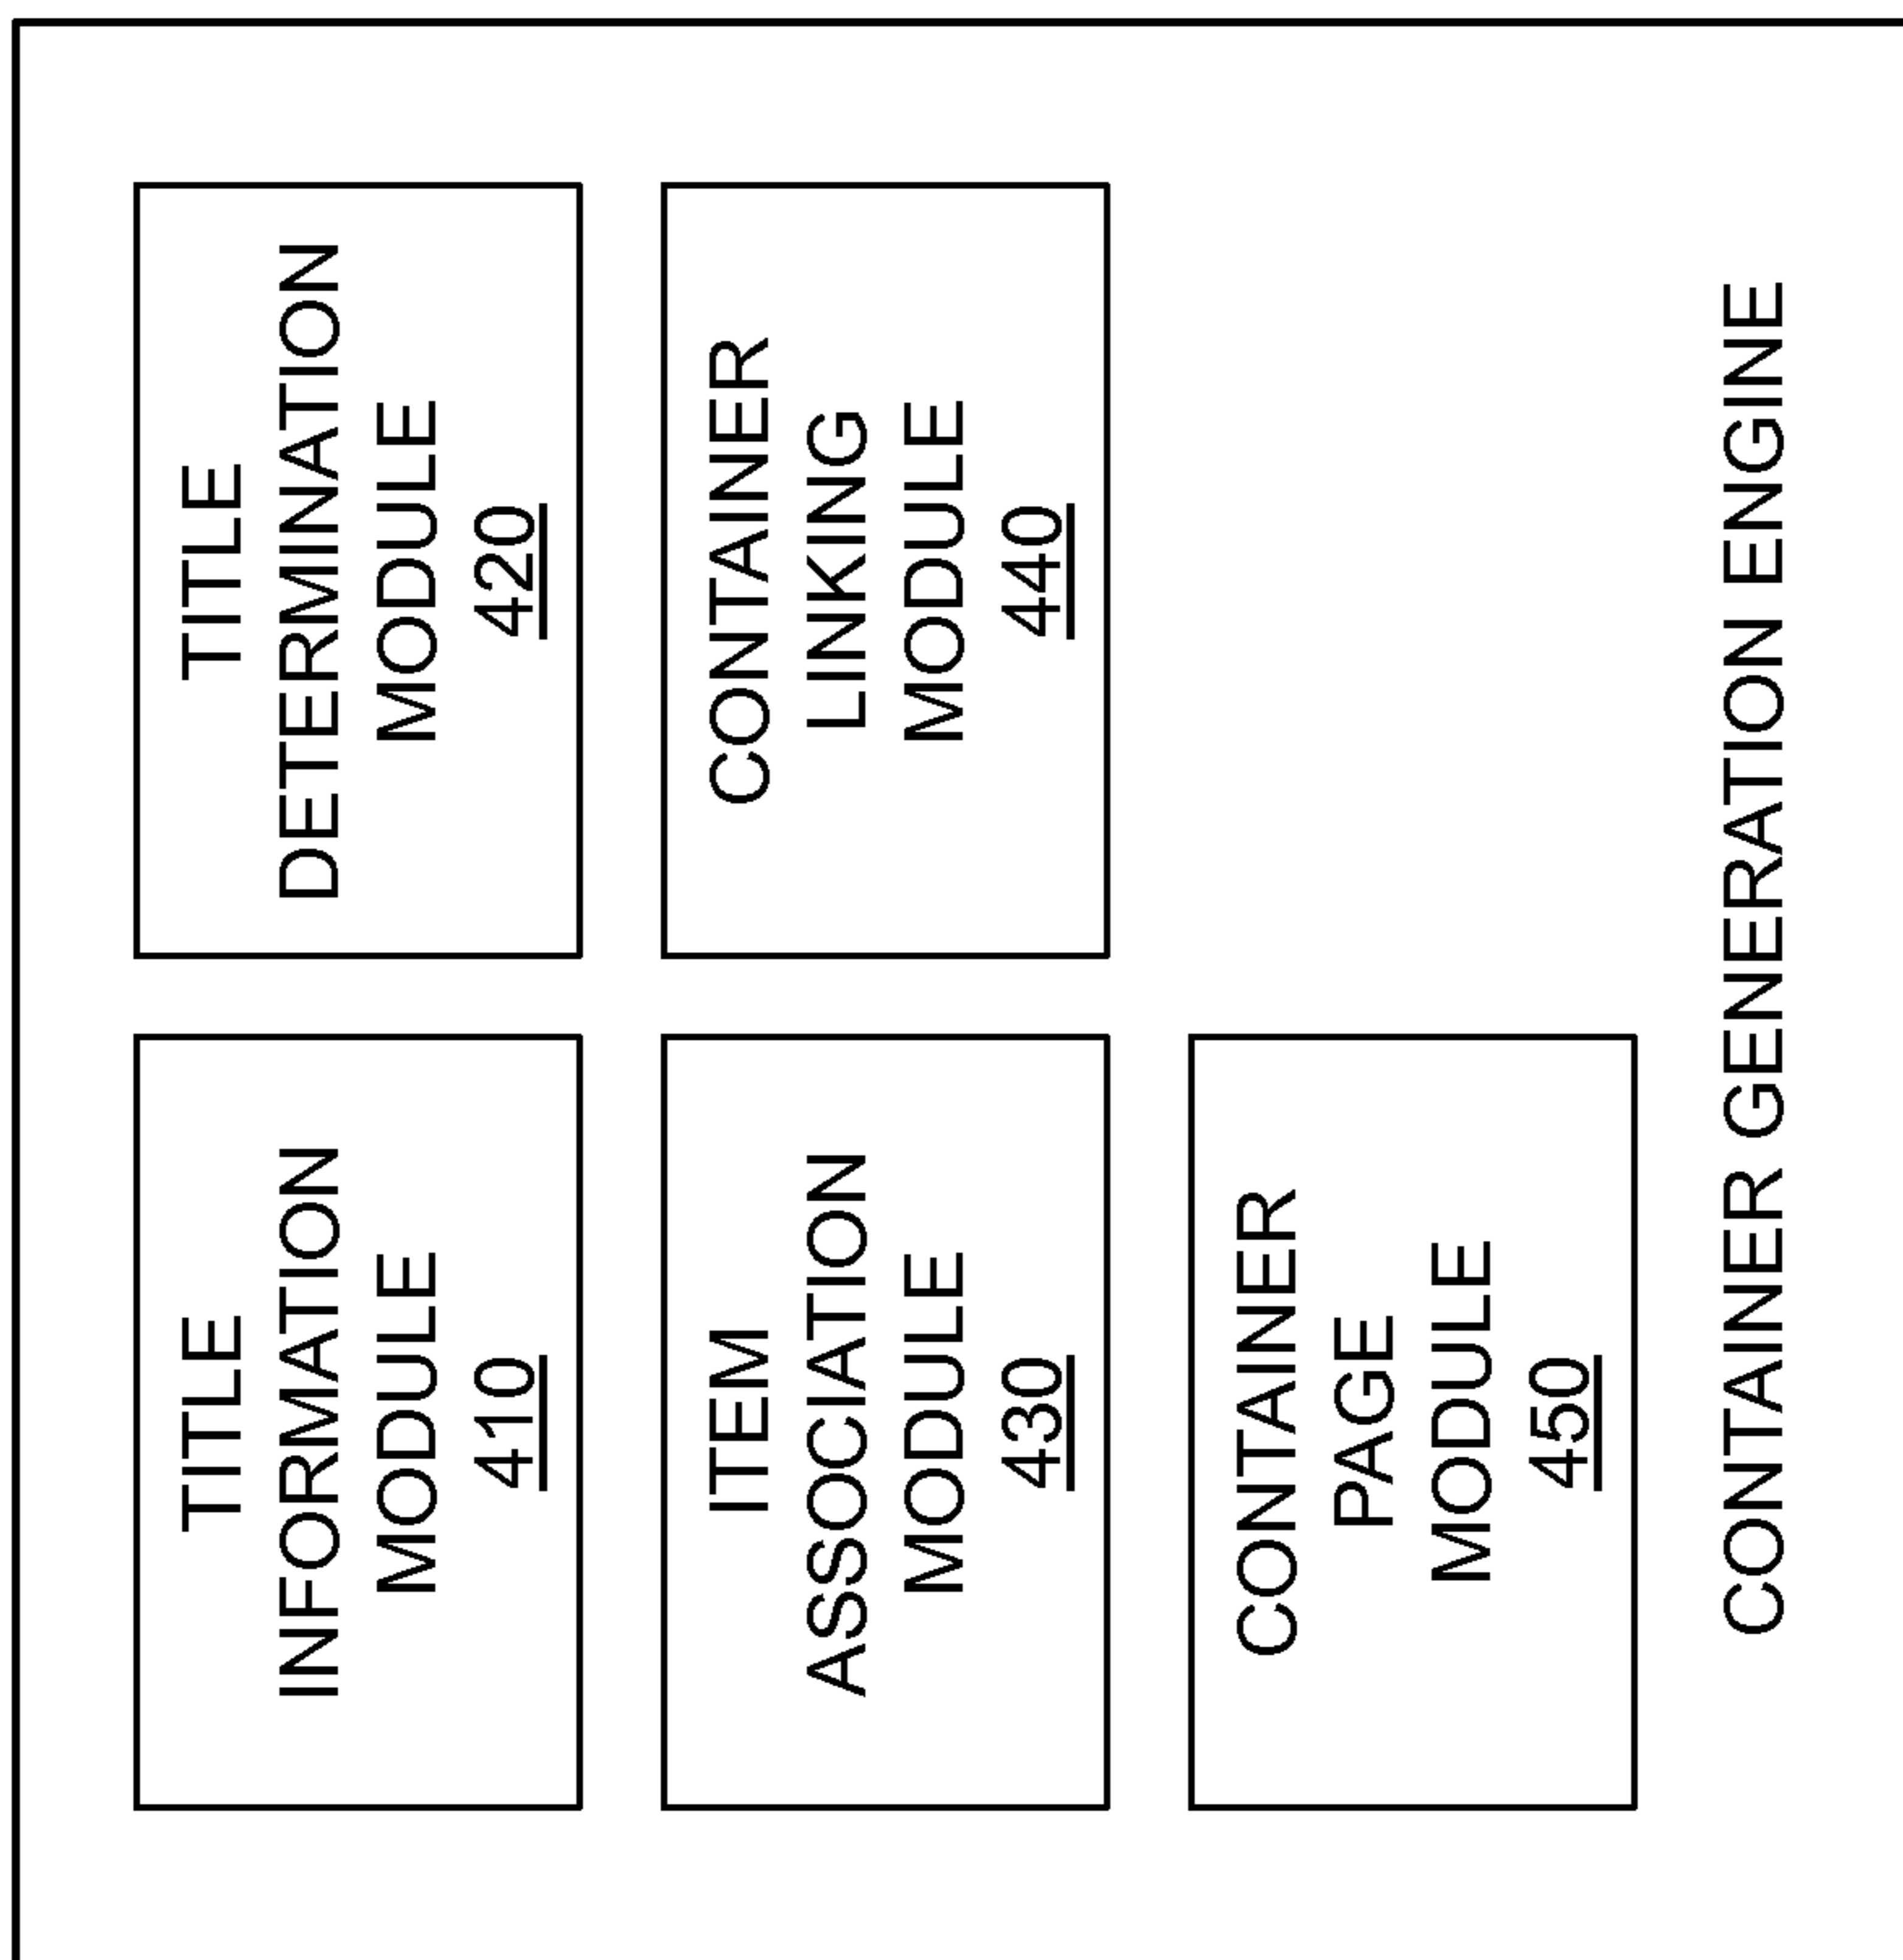 TITLE
INFORMATION
MODULE
410
TITLE
DETERMINATION
MODULE
420
ITEM
ASSOCIATION
MODULE
430
CONTAINER
LINKING
MODULE
440
CONTAINER
PAGE
MODULE
450
CONTAINER GENERATION ENGINE